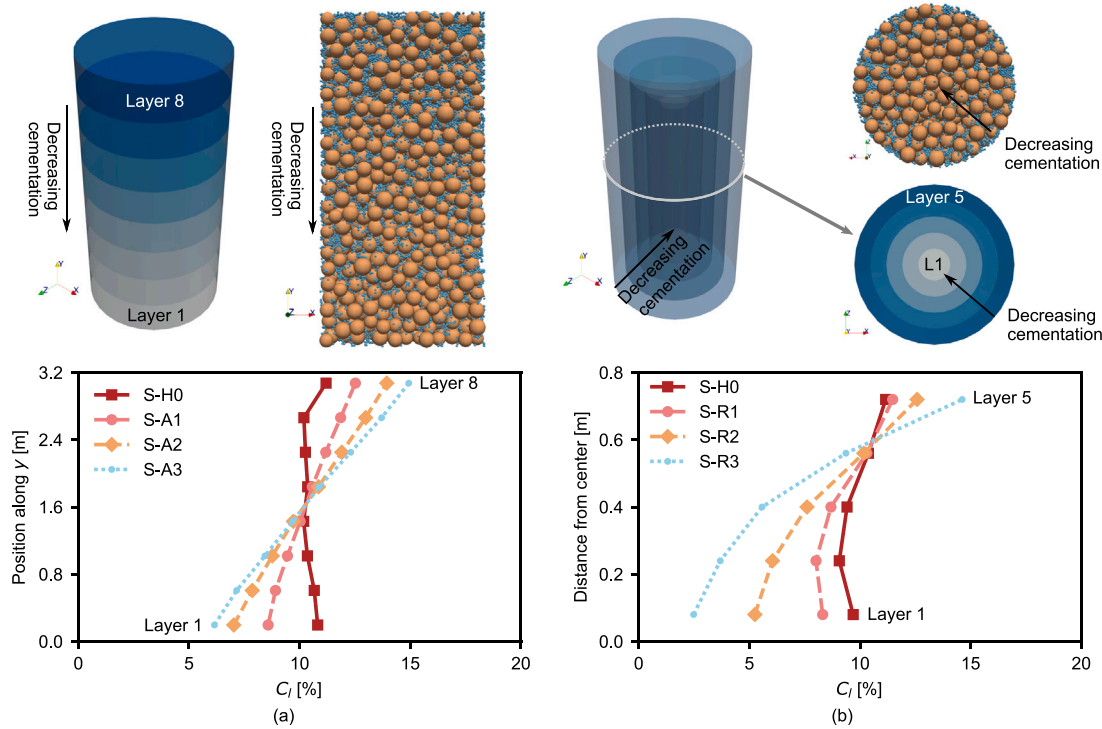 Layer 8
Decreasing
cementation
Layer 1
Y
Z
X
Decreasing
cementation
Y
Z
X
Decreasing
cementation
Y
Z
X
Decreasing
cementation
Layer 5
L1
Decreasing
cementation
Z
Y
X
3.2
2.4
1.6
0.8
0.0
Position along y [m]
S-H0
S-A1
S-A2
S-A3
Layer 8
Layer 1
0
5
10
15
20
C_l [%]
(a)
0.8
0.6
0.4
0.2
0.0
Distance from center [m]
S-H0
S-R1
S-R2
S-R3
Layer 5
Layer 1
0
5
10
15
20
C_l [%]
(b)